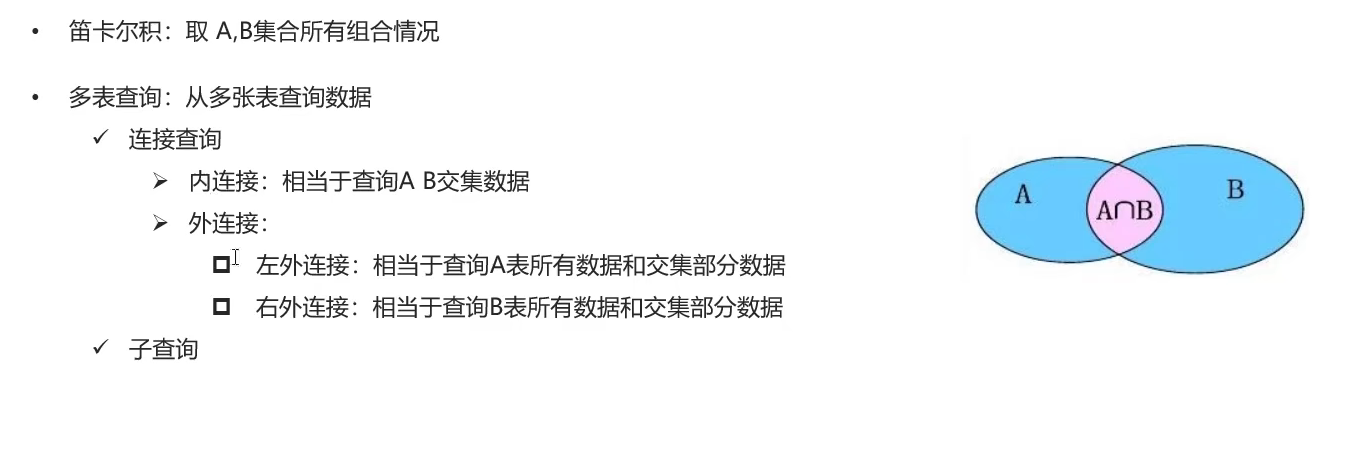 • 笛卡尔积：取 A,B集合所有组合情况
• 多表查询：从多张表查询数据
✓ 连接查询
➢ 内连接：相当于查询A B交集数据
➢ 外连接：
左外连接：相当于查询A表所有数据和交集部分数据
右外连接：相当于查询B表所有数据和交集部分数据
✓ 子查询
A
A∩B
B